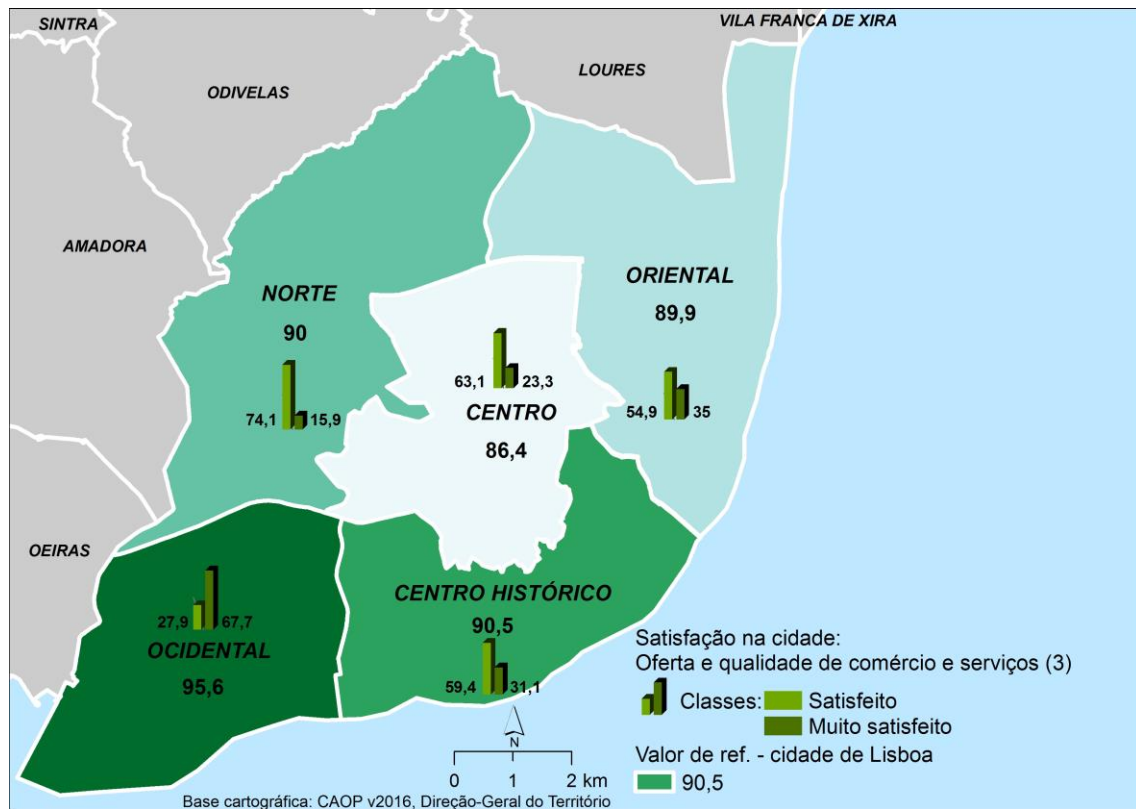 SINTRA
VILA FRANCA DE XIRA
LOURES
ODIVELAS
AMADORA
OEIRAS
NORTE
90
74,1 15,9
ORIENTAL
89,9
54,9 35
63,1 23,3
CENTRO
86,4
27,9 67,7
OCIDENTAL
95,6
CENTRO HISTÓRICO
90,5
59,4 31,1
Satisfação na cidade:
Oferta e qualidade de comércio e serviços (3)
Classes: Satisfeito
Muito satisfeito
Valor de ref. - cidade de Lisboa
90,5
N
0 1 2 km
Base cartográfica: CAOP v2016, Direção-Geral do Território